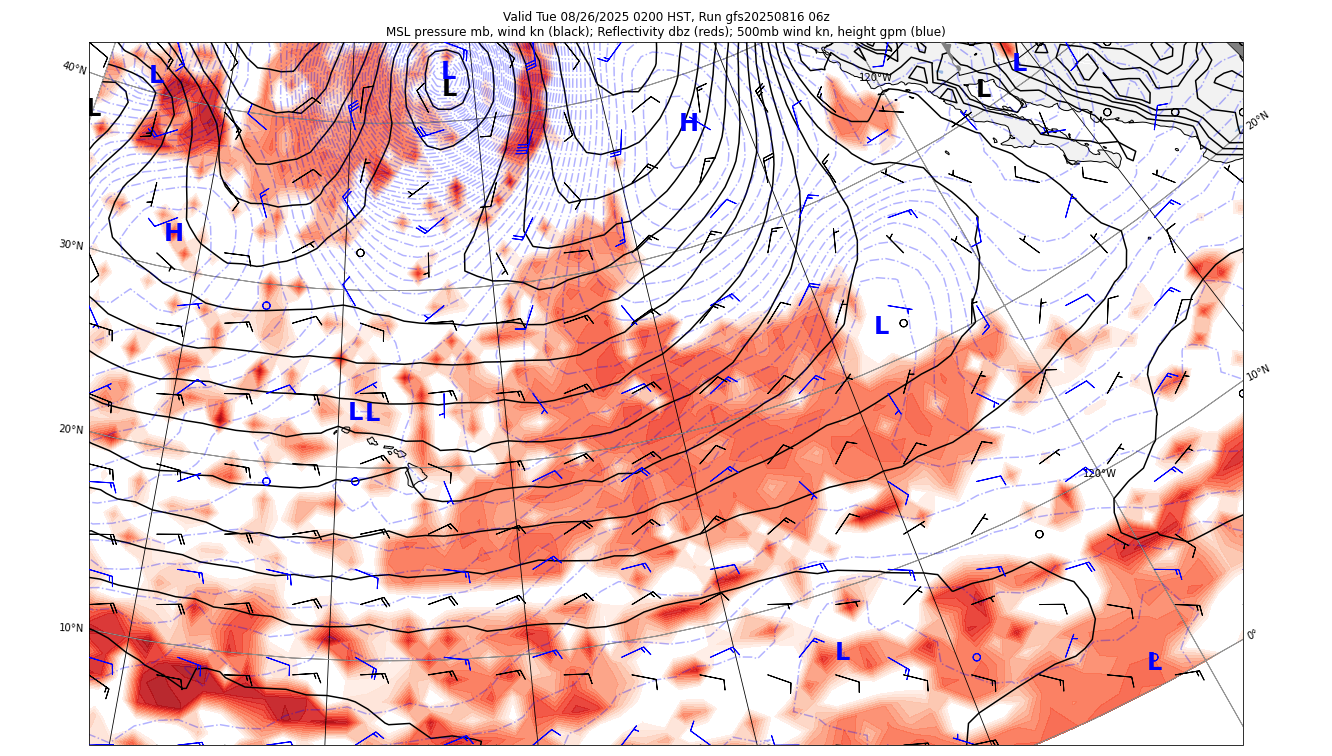 Valid Tue 08/26/2025 0200 HST, Run gfs20250816 06z
MSL pressure mb, wind kn (black); Reflectivity dbz (reds); 500mb wind kn, height gpm (blue)
40°N
L
L
L
L
L
L
120°W
20°N
H
H
30°N
L
10°N
L L
20°N
120°W
10°N
0°
L
L